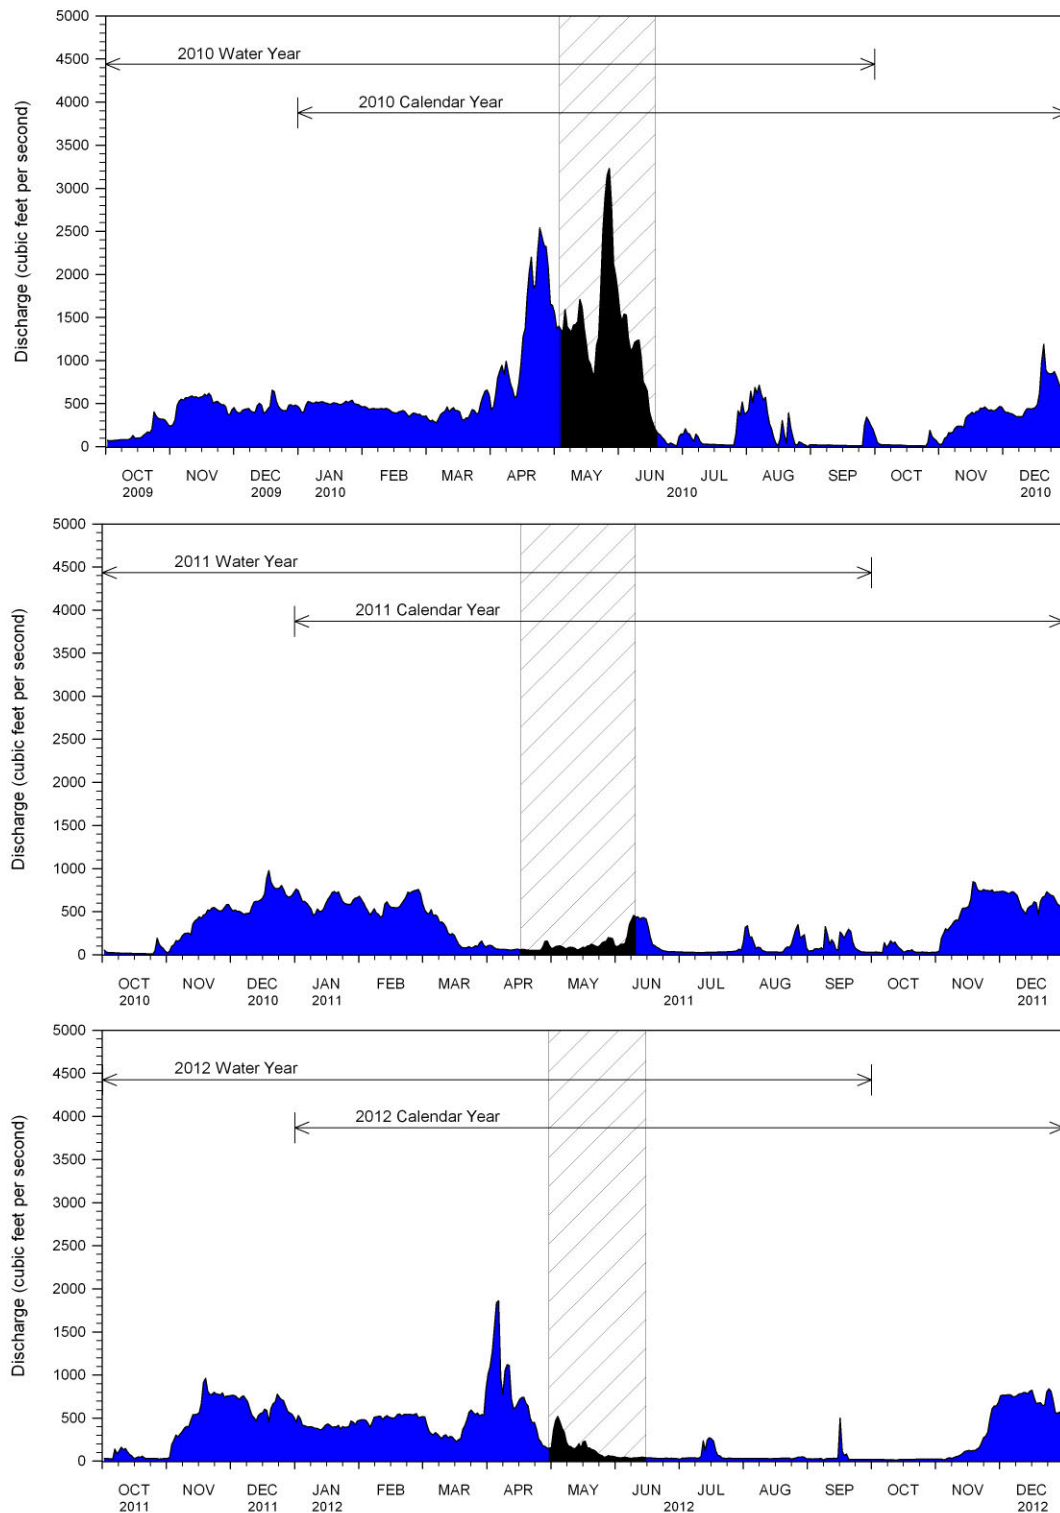 5000
2010 Water Year
4500
2010 Calendar Year
4000
3500
3000
2500
2000
1500
1000
500
0
Discharge (cubic feet per second)
OCT NOV DEC JAN FEB MAR APR MAY JUN JUL AUG SEP OCT NOV DEC
2009 2009 2010 2010 2010
5000
2011 Water Year
4500
2011 Calendar Year
4000
3500
3000
2500
2000
1500
1000
500
0
Discharge (cubic feet per second)
OCT NOV DEC JAN FEB MAR APR MAY JUN JUL AUG SEP OCT NOV DEC
2010 2010 2011 2011 2011
5000
2012 Water Year
4500
2012 Calendar Year
4000
3500
3000
2500
2000
1500
1000
500
0
Discharge (cubic feet per second)
OCT NOV DEC JAN FEB MAR APR MAY JUN JUL AUG SEP OCT NOV DEC
2011 2011 2012 2012 2012